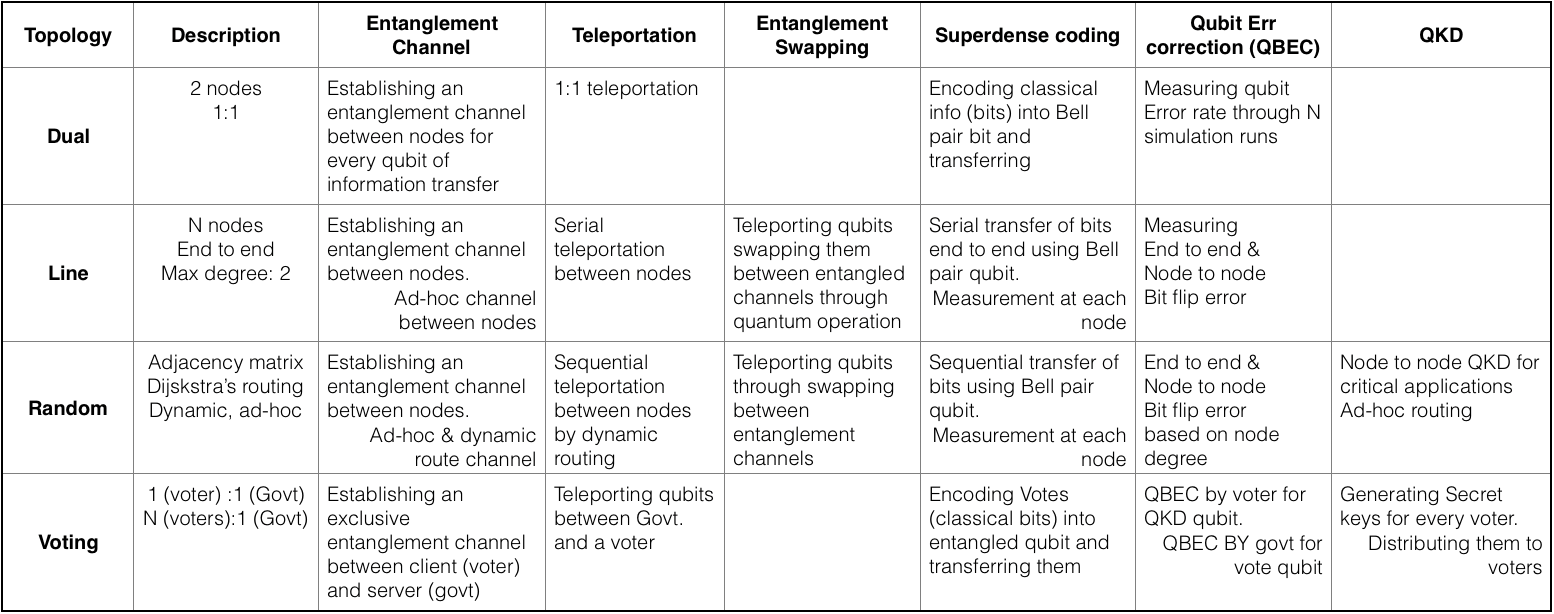 Topology
Description
Entanglement
Channel
Teleportation
Entanglement
Swapping
Superdense coding
Qubit Err
correction (QBEC)
QKD
Dual
2 nodes
1:1
Establishing an
entanglement channel
between nodes for
every qubit of
information transfer
1:1 teleportation
Encoding classical
info (bits) into Bell
pair bit and
transferring
Measuring qubit
Error rate through N
simulation runs
Line
N nodes
End to end
Max degree: 2
Establishing an
entanglement channel
between nodes.
Ad-hoc channel
between nodes
Serial
teleportation
between nodes
Teleporting qubits
swapping them
between entangled
channels through
quantum operation
Serial transfer of bits
end to end using Bell
pair qubit.
Measurement at each
node
Measuring
End to end &
Node to node
Bit flip error
Random
Adjacency matrix
Dijskstra’s routing
Dynamic, ad-hoc
Establishing an
entanglement channel
between nodes.
Ad-hoc & dynamic
route channel
Sequential
teleportation
between nodes
by dynamic
routing
Teleporting qubits
through swapping
between
entanglement
channels
Sequential transfer of
bits using Bell pair
qubit.
Measurement at each
node
End to end &
Node to node
Bit flip error
based on node
degree
Node to node QKD for
critical applications
Ad-hoc routing
Voting
1 (voter) :1 (Govt)
N (voters):1 (Govt)
Establishing an
exclusive
entanglement channel
between client (voter)
and server (govt)
Teleporting qubits
between Govt.
and a voter
Encoding Votes
(classical bits) into
entangled qubit and
transferring them
QBEC by voter for
QKD qubit.
QBEC BY govt for
vote qubit
Generating Secret
keys for every voter.
Distributing them to
voters